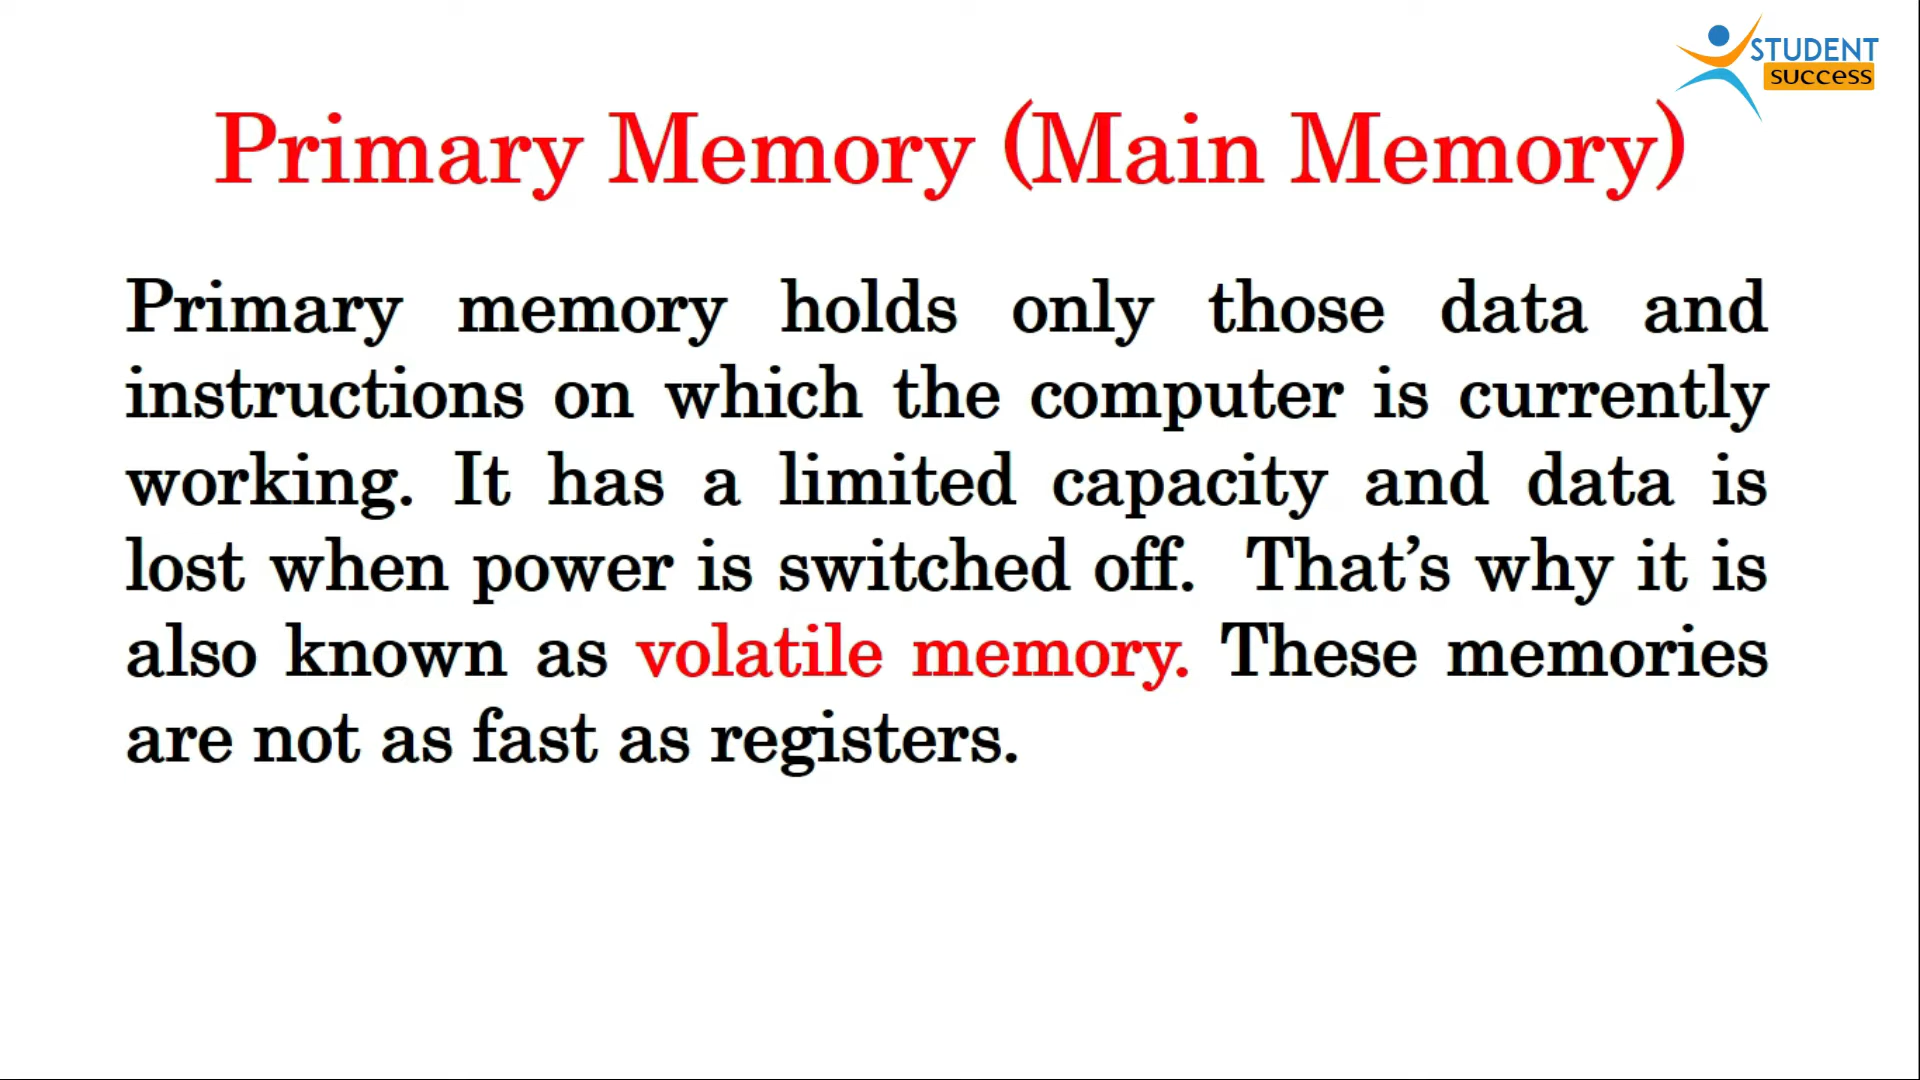 STUDENT
success
Primary Memory (Main Memory)
Primary memory holds only those data and
instructions on which the computer is currently
working. It has a limited capacity and data is
lost when power is switched off. That’s why it is
also known as volatile memory. These memories
are not as fast as registers.